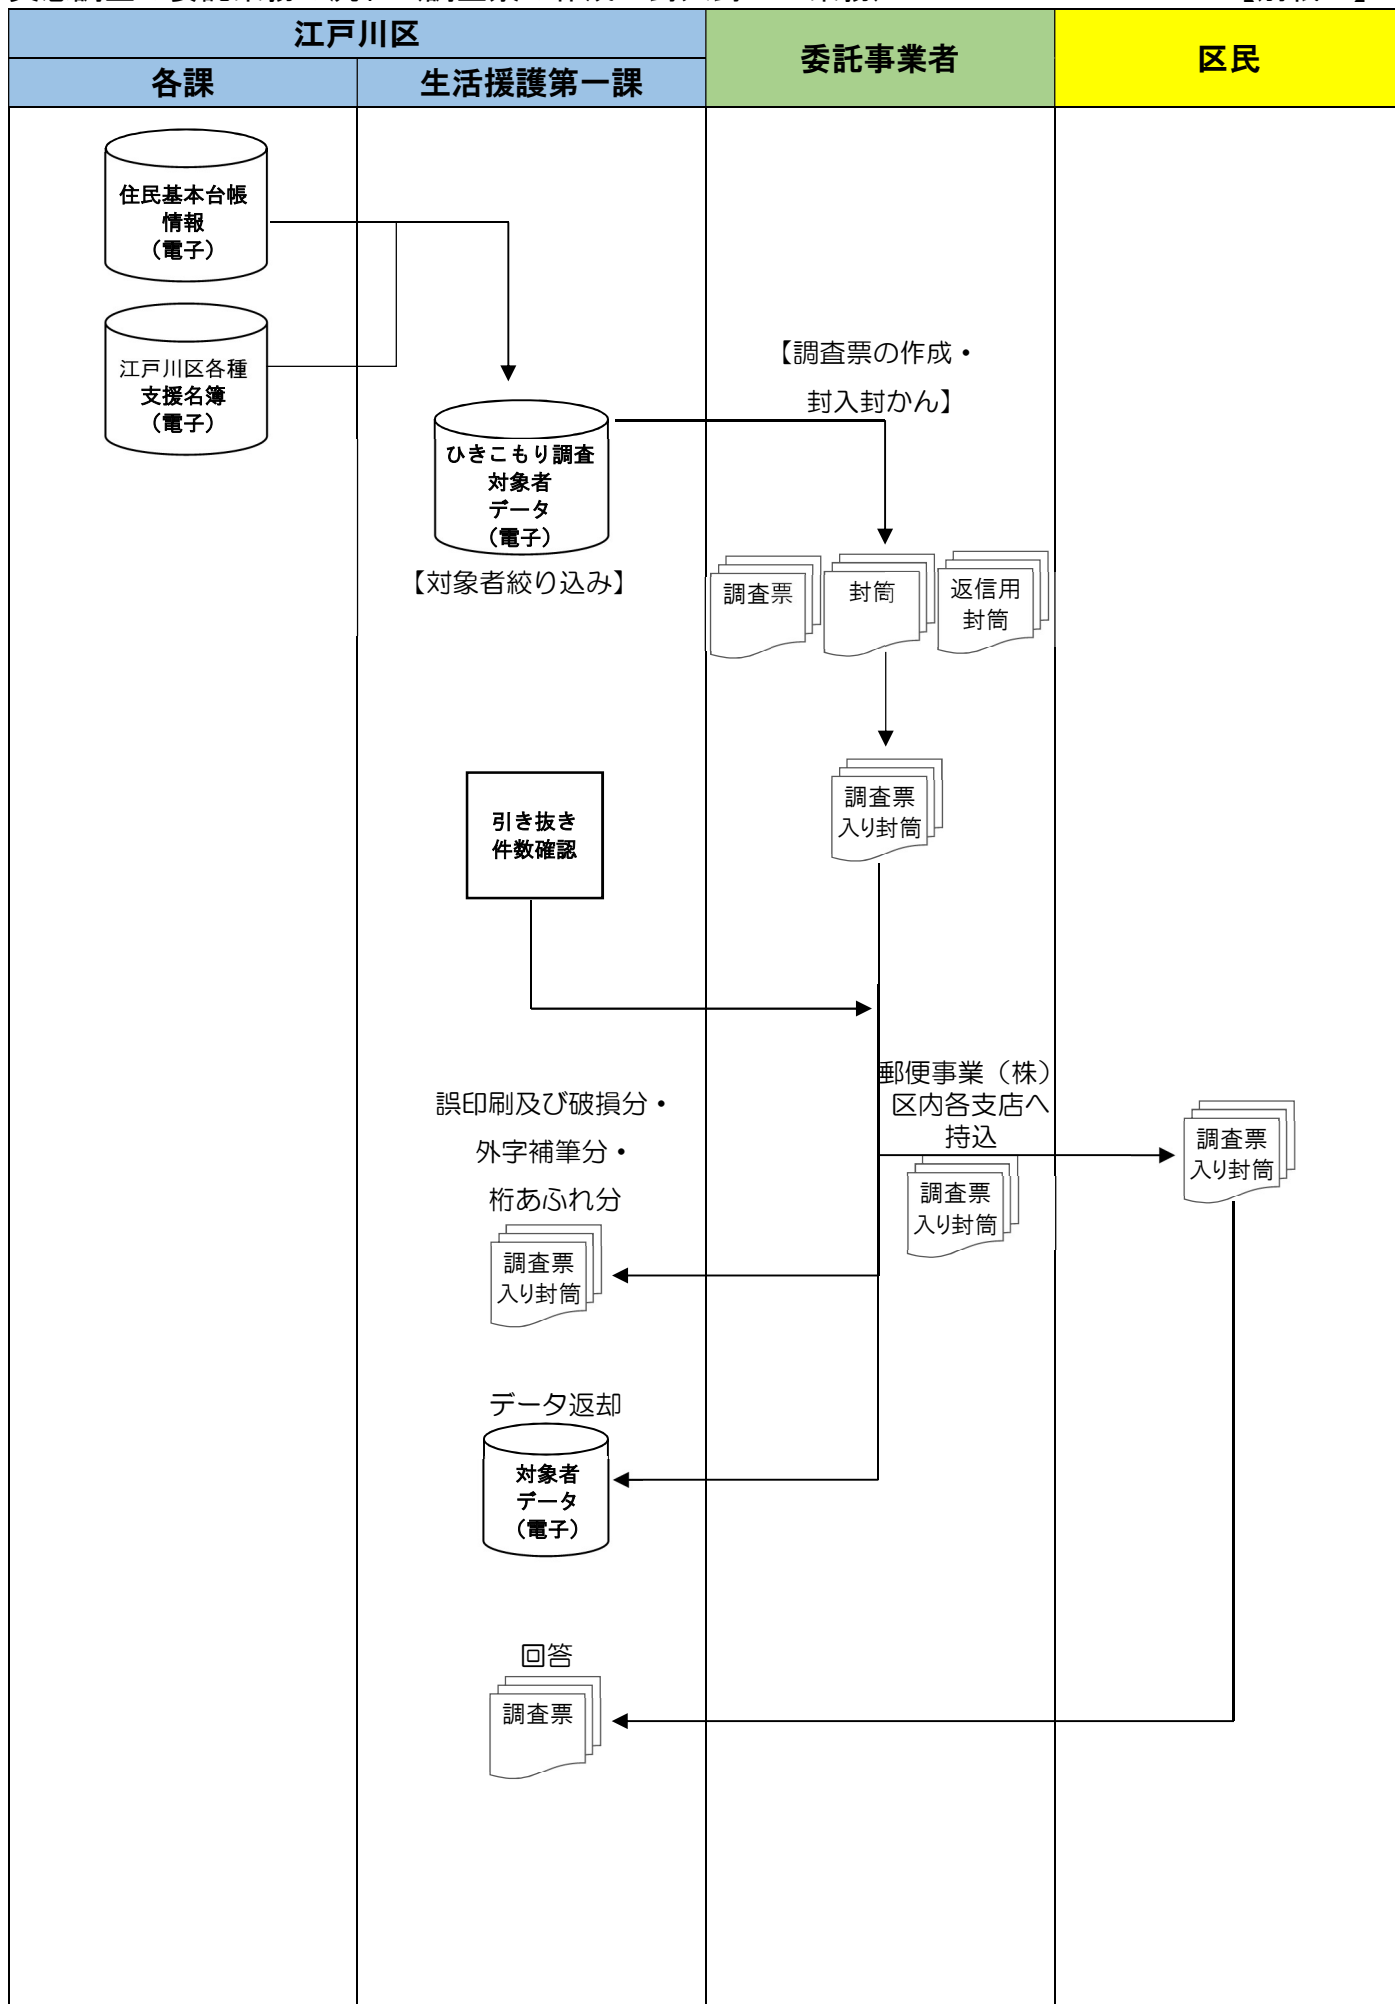 江戸川区
委託事業者
区民
各課
生活援護第一課
住民基本台帳
情報
（電子）
江戸川区各種
支援名簿
（電子）
【調査票の作成・
封入封かん】
ひきこもり調査
対象者
データ
（電子）
【対象者絞り込み】
調査票
封筒
返信用
封筒
調査票
入り封筒
引き抜き
件数確認
郵便事業（株）
区内各支店へ
持込
調査票
入り封筒
調査票
入り封筒
誤印刷及び破損分・
外字補筆分・
桁あふれ分
調査票
入り封筒
データ返却
対象者
データ
（電子）
回答
調査票